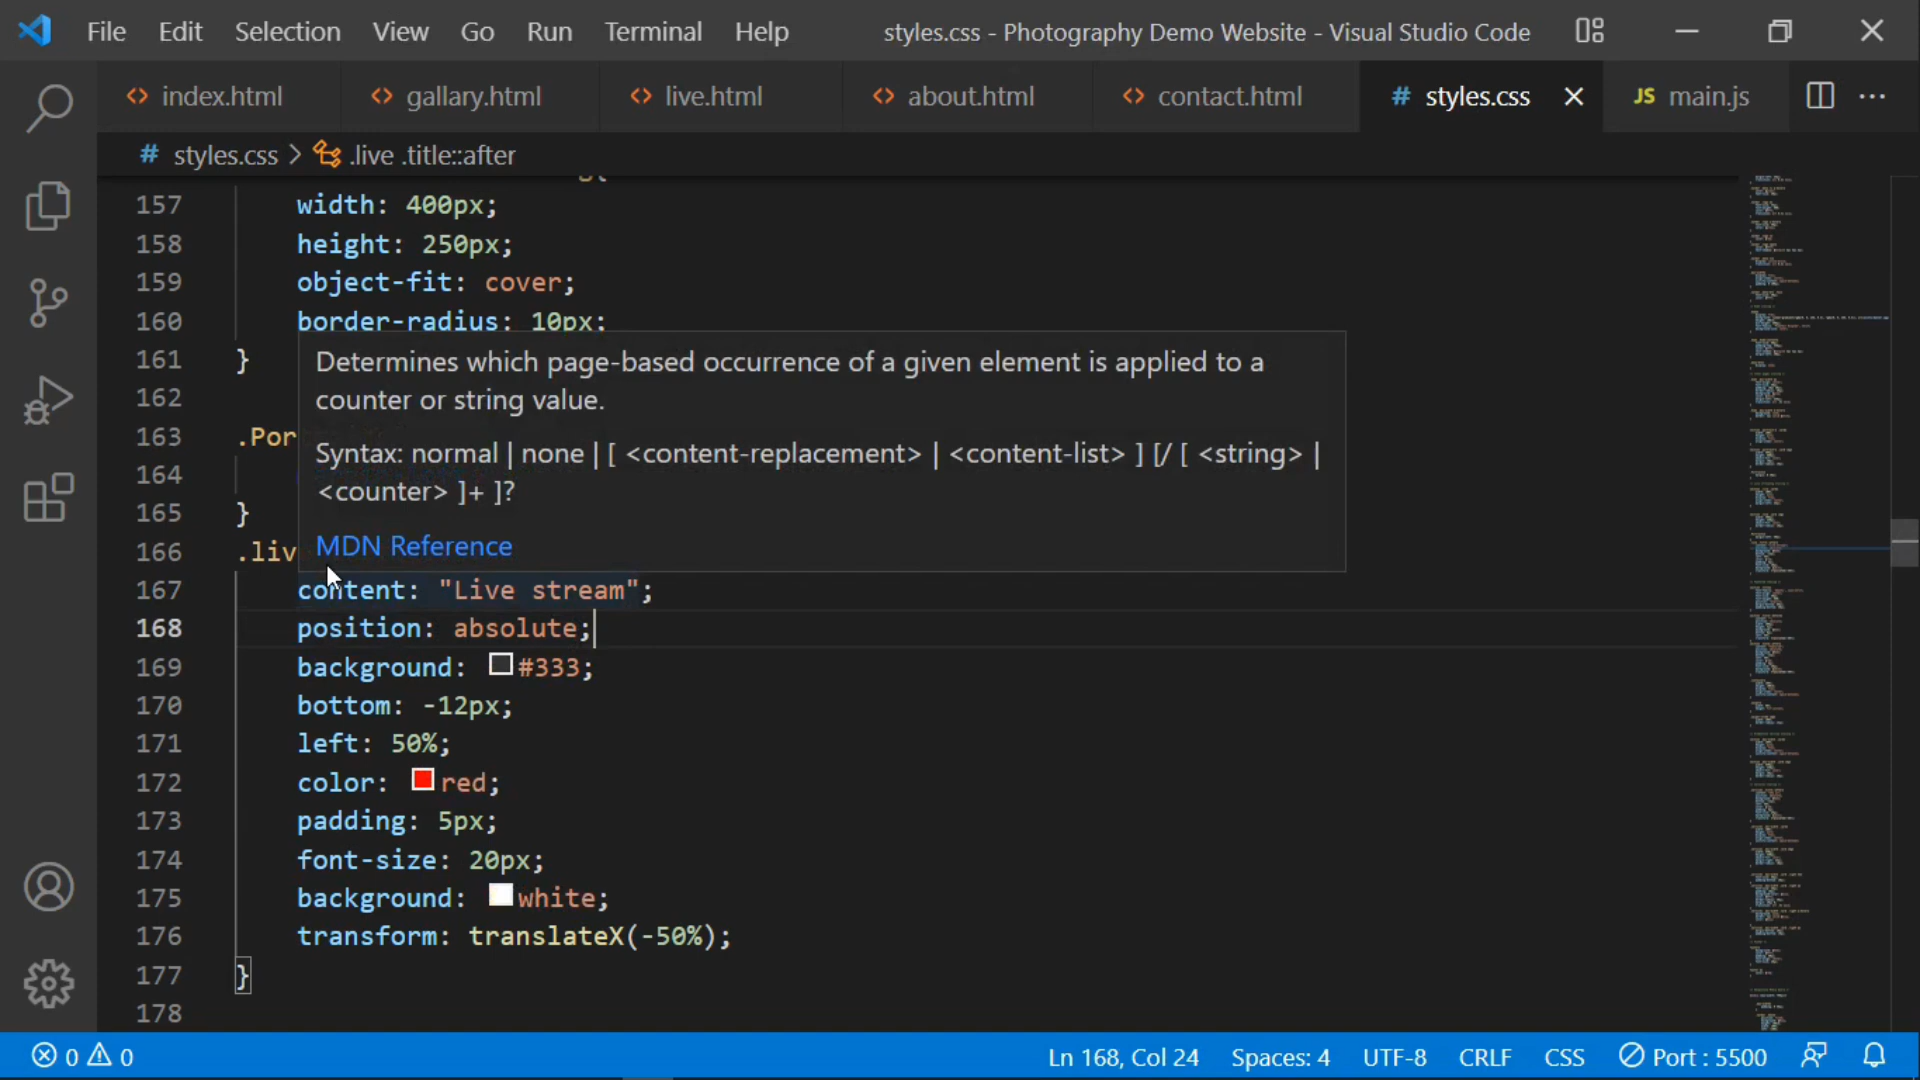 File Edit Selection View Go Run Terminal Help styles.css - Photography Demo Website - Visual Studio Code
index.html gallary.html live.html about.html contact.html # styles.css JS main.js
# styles.css > .live .title::after
157 width: 400px;
158 height: 250px;
159 object-fit: cover;
160 border-radius: 10px;
161 }
162
163 .Por
164
165 }
166 .liv
Determines which page-based occurrence of a given element is applied to a
counter or string value.
Syntax: normal | none | [ <content-replacement> | <content-list> ] [/ [ <string> |
<counter> ]+ ]?
MDN Reference
167 content: "Live stream";
168 position: absolute;
169 background: #333;
170 bottom: -12px;
171 left: 50%;
172 color: red;
173 padding: 5px;
174 font-size: 20px;
175 background: white;
176 transform: translateX(-50%);
177 }
178
0 0 Ln 168, Col 24 Spaces: 4 UTF-8 CRLF CSS Port : 5500